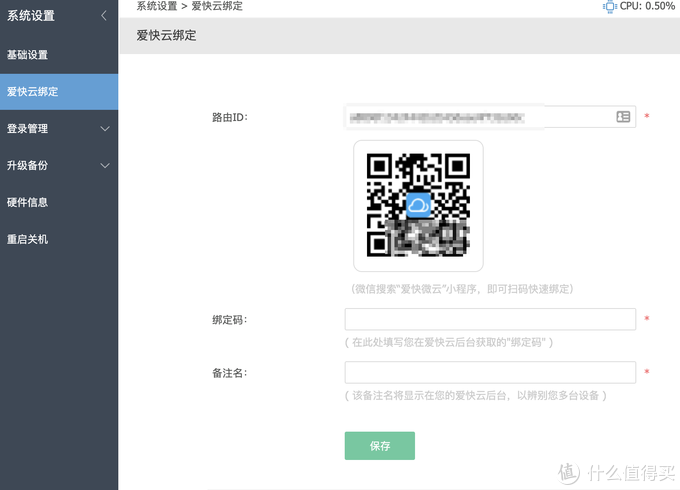 系统设置
系统设置 > 爱快云绑定
CPU: 0.50%
爱快云绑定
基础设置
爱快云绑定
登录管理
升级备份
硬件信息
重启关机
路由ID:
*
(微信搜索"爱快微云"小程序，即可扫码快速绑定)
绑定码:
*
( 在此处填写您在爱快云后台获取的"绑定码" )
备注名:
*
( 该备注名将显示在您的爱快云后台，以辨别您多台设备 )
保存
值 什么值得买